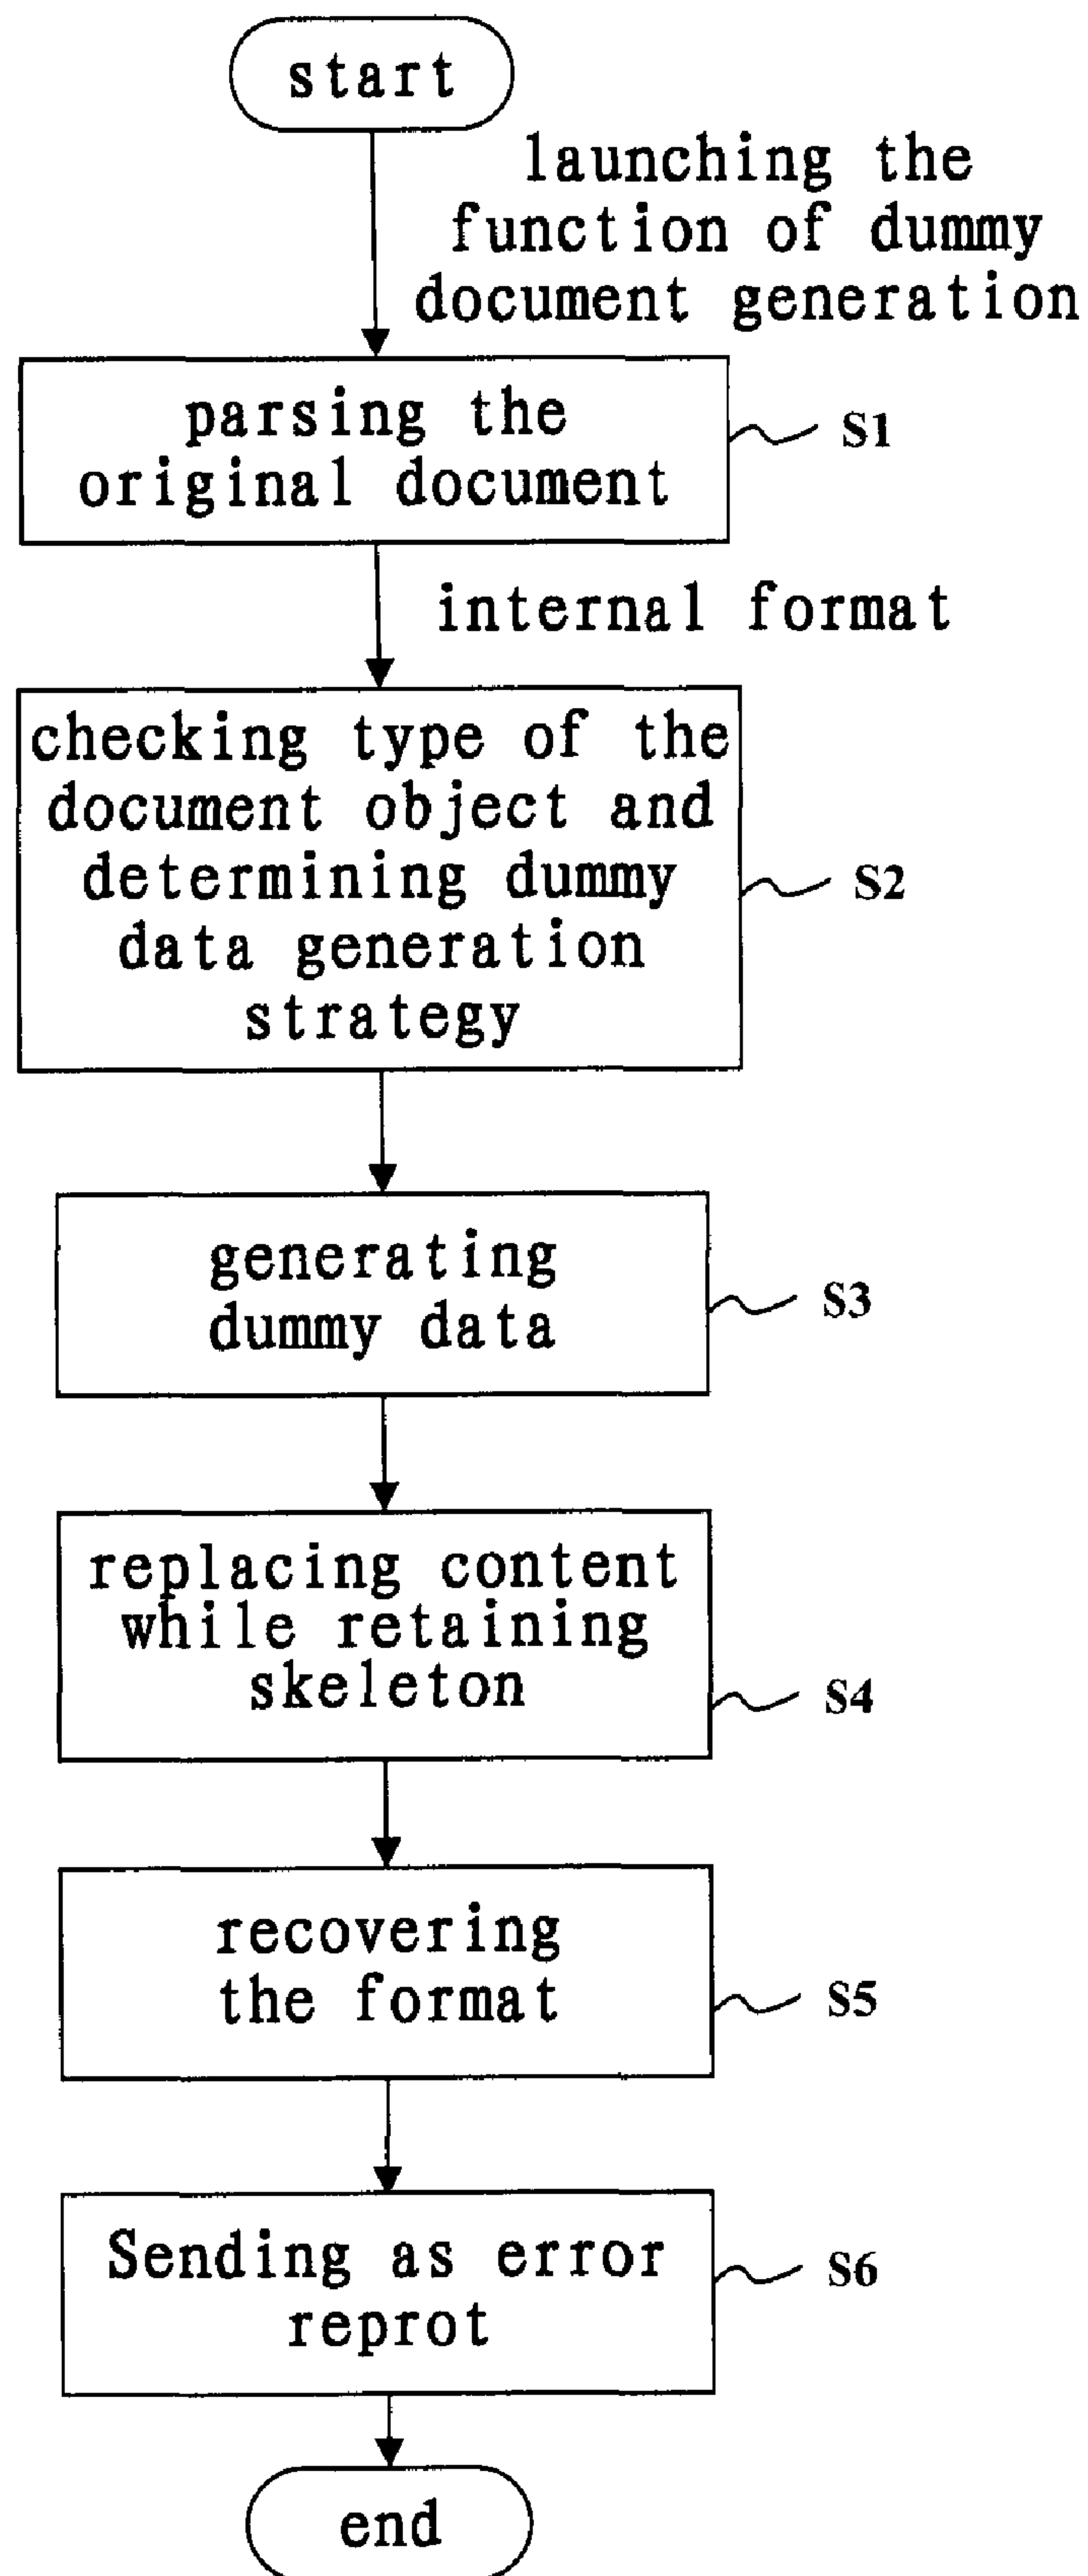 start
launching the
function of dummy
document generation
parsing the
original document
S1
internal format
checking type of the
document object and
determining dummy
data generation
strategy
S2
generating
dummy data
S3
replacing content
while retaining
skeleton
S4
recovering
the format
S5
Sending as error
reprot
S6
end